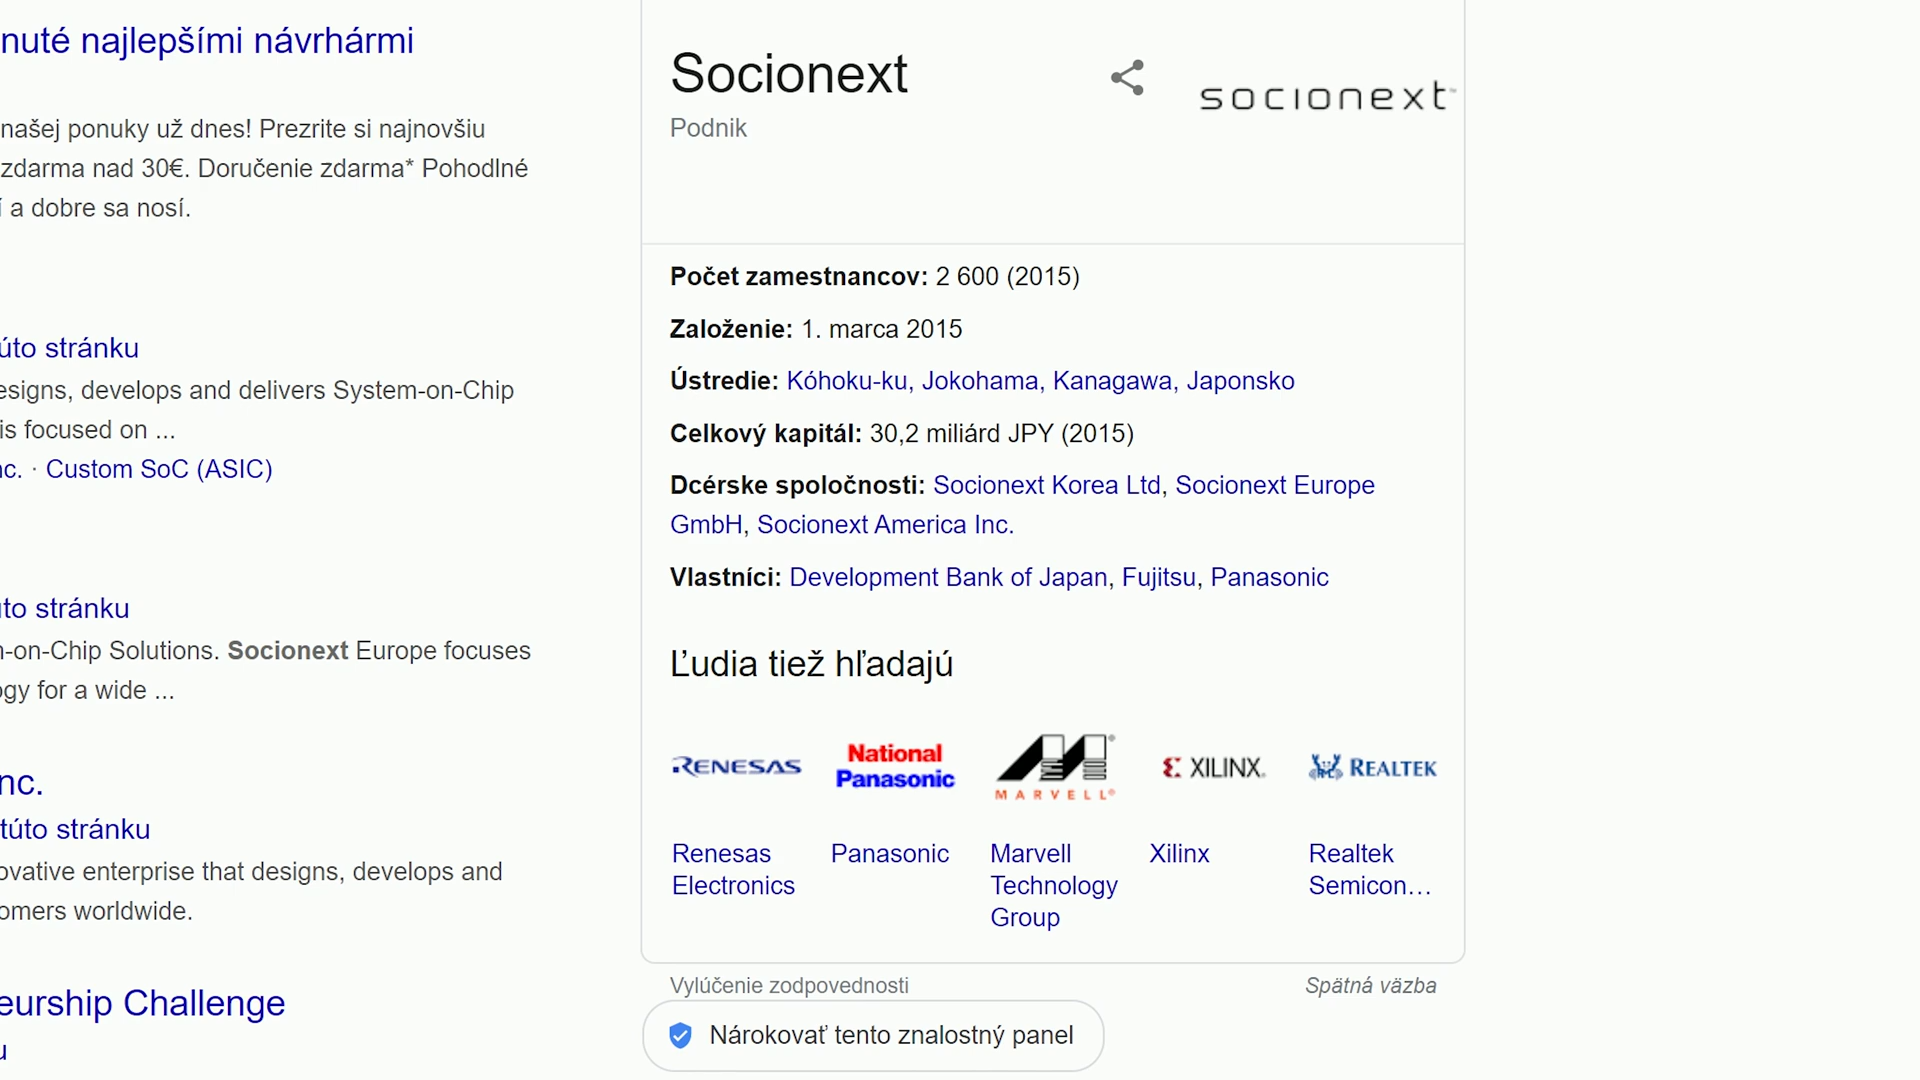 nuté najlepšími návrhármi
našej ponuky už dnes! Prezrite si najnovšiu
zdarma nad 30€. Doručenie zdarma* Pohodlné
í a dobre sa nosí.
túto stránku
esigns, develops and delivers System-on-Chip
is focused on ...
nc. · Custom SoC (ASIC)
úto stránku
n-on-Chip Solutions. Socionext Europe focuses
ogy for a wide ...
nc.
túto stránku
ovative enterprise that designs, develops and
omers worldwide.
eurship Challenge
u
Socionext
socionext™
Podnik
Počet zamestnancov: 2 600 (2015)
Založenie: 1. marca 2015
Ústredie: Kóhoku-ku, Jokohama, Kanagawa, Japonsko
Celkový kapitál: 30,2 miliárd JPY (2015)
Dcérske spoločnosti: Socionext Korea Ltd, Socionext Europe
GmbH, Socionext America Inc.
Vlastníci: Development Bank of Japan, Fujitsu, Panasonic
Ľudia tiež hľadajú
RENESAS
National
Panasonic
MARVELL®
XILINX®
REALTEK
Renesas
Electronics
Panasonic
Marvell
Technology
Group
Xilinx
Realtek
Semicon…
Vylúčenie zodpovednosti
Spätná väzba
Nárokovať tento znalostný panel